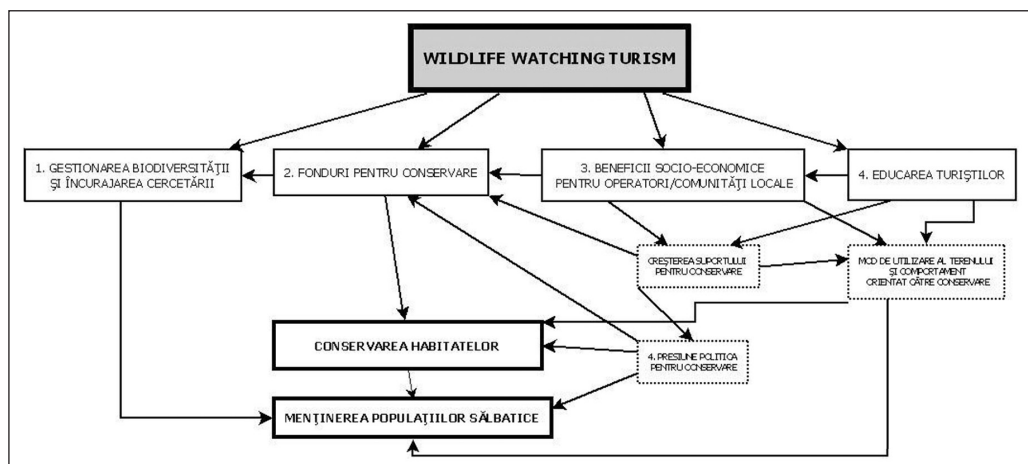 WILDLIFE WATCHING TURISM
1. GESTIONAREA BIODIVERSITĂŢII
ŞI ÎNCURAJAREA CERCETĂRII
2. FONDURI PENTRU CONSERVARE
3. BENEFICII SOCIO-ECONOMICE
PENTRU OPERATORI/COMUNITĂŢI LOCALE
4. EDUCAREA TURIŞTILOR
CREŞTEREA SUPORTULUI
PENTRU CONSERVARE
MOD DE UTILIZARE AL TERENULUI
ŞI COMPORTAMENT
ORIENTAT CĂTRE CONSERVARE
CONSERVAREA HABITATELOR
4. PRESIUNE POLITICA
PENTRU CONSERVARE
MENŢINEREA POPULAŢIILOR SĂLBATICE